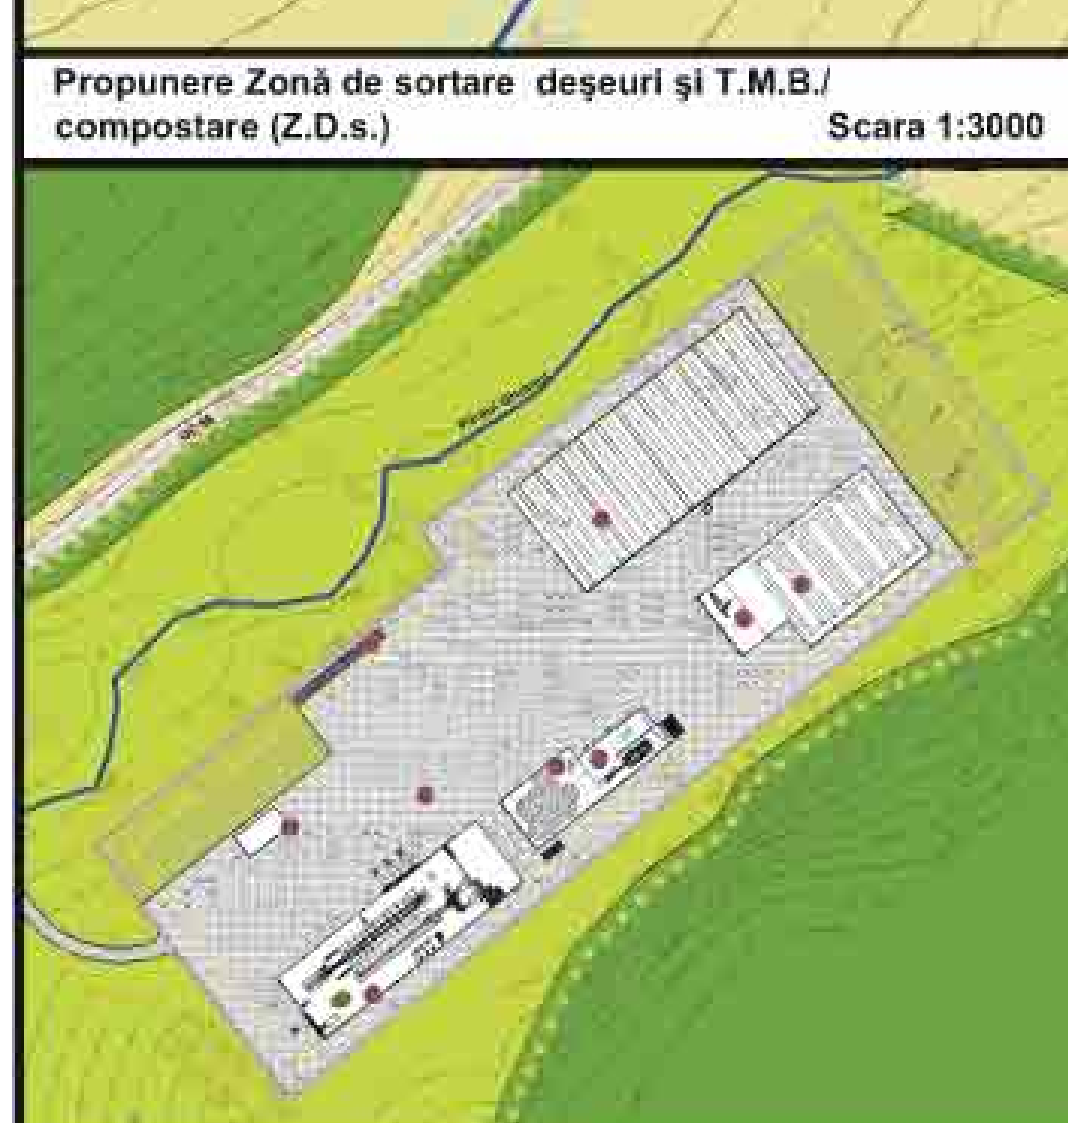 Propunere Zonă de sortare deşeuri şi T.M.B./
compostare (Z.D.s.) Scara 1:3000